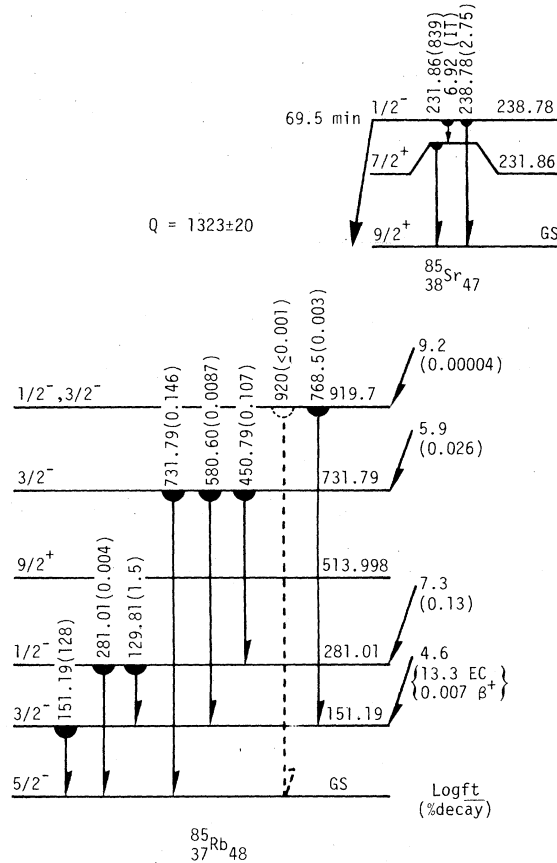 231.86(839)
6.92 (IT)
238.78(2.75)
1/2⁻ 238.78
69.5 min
7/2⁺ 231.86
Q = 1323±20
9/2⁺ GS
⁸⁵₃₈Sr₄₇
9.2
(0.00004)
731.79(0.146)
580.60(0.0087)
450.79(0.107)
920(≤0.001)
768.5(0.003)
1/2⁻,3/2⁻ 919.7
5.9
(0.026)
3/2⁻ 731.79
9/2⁺ 513.998
7.3
(0.13)
151.19(128)
281.01(0.004)
129.81(1.5)
1/2⁻ 281.01
4.6
{13.3 EC
0.007 β⁺}
3/2⁻ 151.19
5/2⁻ GS
Logft
(%decay)
⁸⁵₃₇Rb₄₈